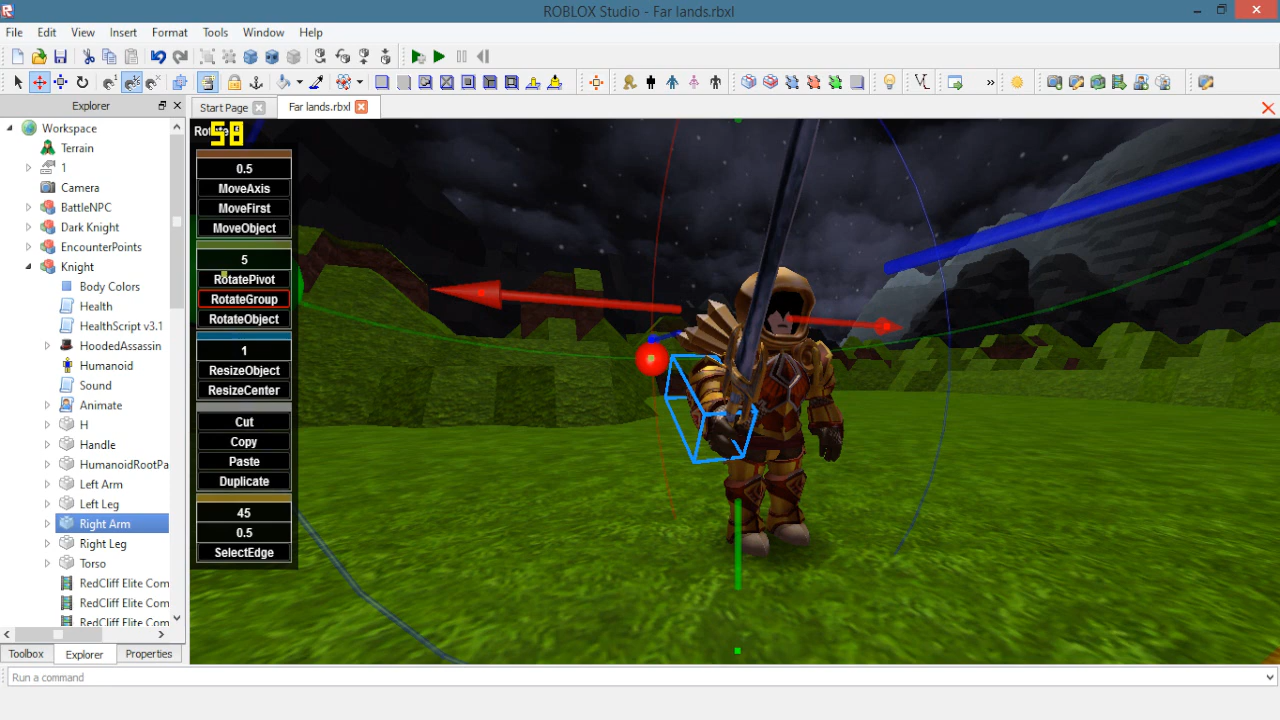 ROBLOX Studio - Far lands.rbxl
File Edit View Insert Format Tools Window Help
Explorer
Start Page
Far lands.rbxl
Workspace
Terrain
1
Camera
BattleNPC
Dark Knight
EncounterPoints
Knight
Body Colors
Health
HealthScript v3.1
HoodedAssassin
Humanoid
Sound
Animate
H
Handle
HumanoidRootPa
Left Arm
Left Leg
Right Arm
Right Leg
Torso
RedCliff Elite Com
RedCliff Elite Com
RedCliff Elite Com
Toolbox Explorer Properties
58
0.5
MoveAxis
MoveFirst
MoveObject
5
RotatePivot
RotateGroup
RotateObject
1
ResizeObject
ResizeCenter
Cut
Copy
Paste
Duplicate
45
0.5
SelectEdge
Run a command